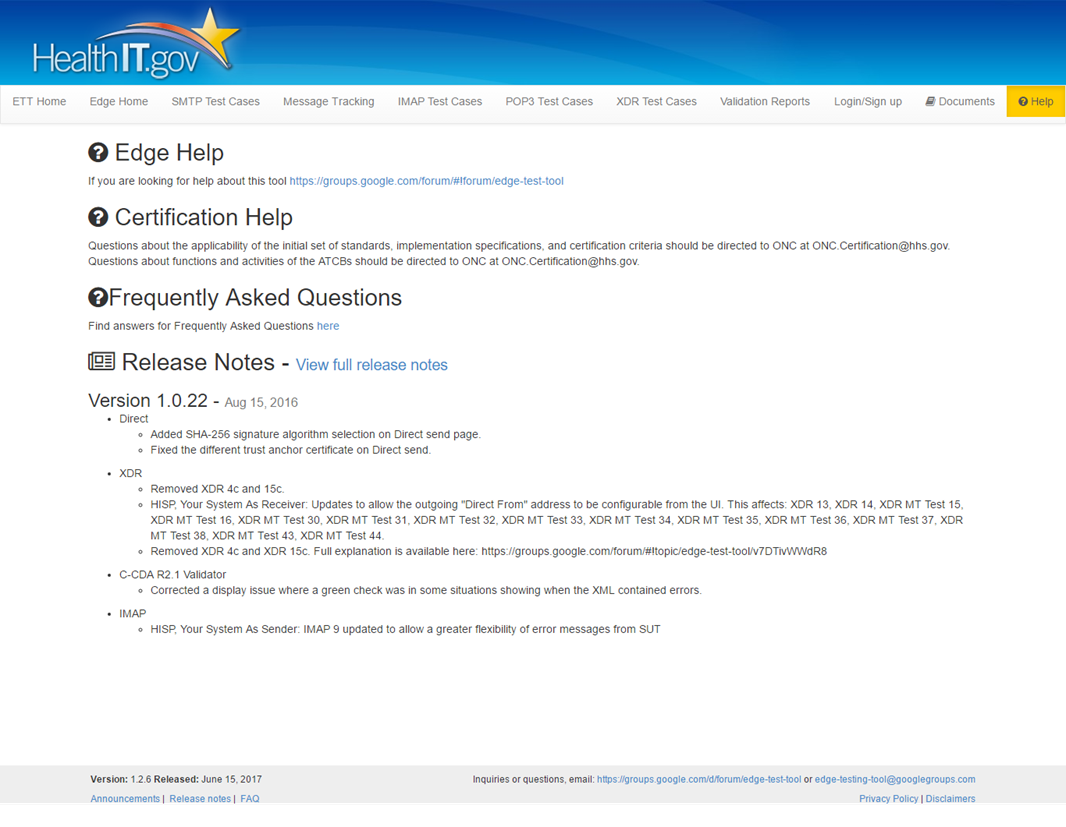 HealthIT.gov
ETT Home Edge Home SMTP Test Cases Message Tracking IMAP Test Cases POP3 Test Cases XDR Test Cases Validation Reports Login/Sign up Documents Help
Edge Help
If you are looking for help about this tool https://groups.google.com/forum/#!forum/edge-test-tool
Certification Help
Questions about the applicability of the initial set of standards, implementation specifications, and certification criteria should be directed to ONC at ONC.Certification@hhs.gov.
Questions about functions and activities of the ATCBs should be directed to ONC at ONC.Certification@hhs.gov.
Frequently Asked Questions
Find answers for Frequently Asked Questions here
Release Notes - View full release notes
Version 1.0.22 - Aug 15, 2016
• Direct
◦ Added SHA-256 signature algorithm selection on Direct send page.
◦ Fixed the different trust anchor certificate on Direct send.
• XDR
◦ Removed XDR 4c and 15c.
◦ HISP, Your System As Receiver: Updates to allow the outgoing "Direct From" address to be configurable from the UI. This affects: XDR 13, XDR 14, XDR MT Test 15,
XDR MT Test 16, XDR MT Test 30, XDR MT Test 31, XDR MT Test 32, XDR MT Test 33, XDR MT Test 34, XDR MT Test 35, XDR MT Test 36, XDR MT Test 37, XDR
MT Test 38, XDR MT Test 43, XDR MT Test 44.
◦ Removed XDR 4c and XDR 15c. Full explanation is available here: https://groups.google.com/forum/#!topic/edge-test-tool/v7DTivWWdR8
• C-CDA R2.1 Validator
◦ Corrected a display issue where a green check was in some situations showing when the XML contained errors.
• IMAP
◦ HISP, Your System As Sender: IMAP 9 updated to allow a greater flexibility of error messages from SUT
Version: 1.2.6 Released: June 15, 2017 Inquiries or questions, email: https://groups.google.com/d/forum/edge-test-tool or edge-testing-tool@googlegroups.com
Announcements | Release notes | FAQ Privacy Policy | Disclaimers